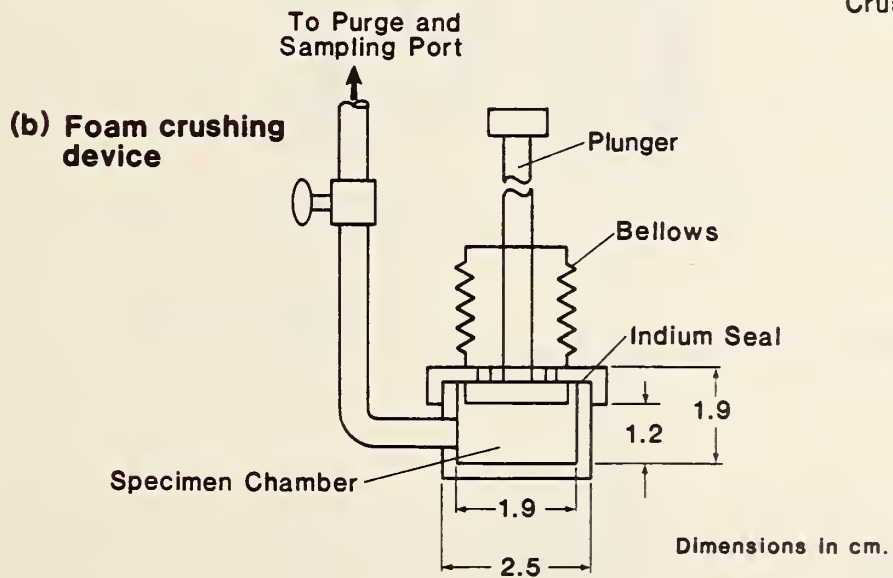 Crus
To Purge and
Sampling Port
(b) Foam crushing
device
Plunger
Bellows
Indium Seal
1.9
1.2
Specimen Chamber
1.9
Dimensions in cm.
2.5